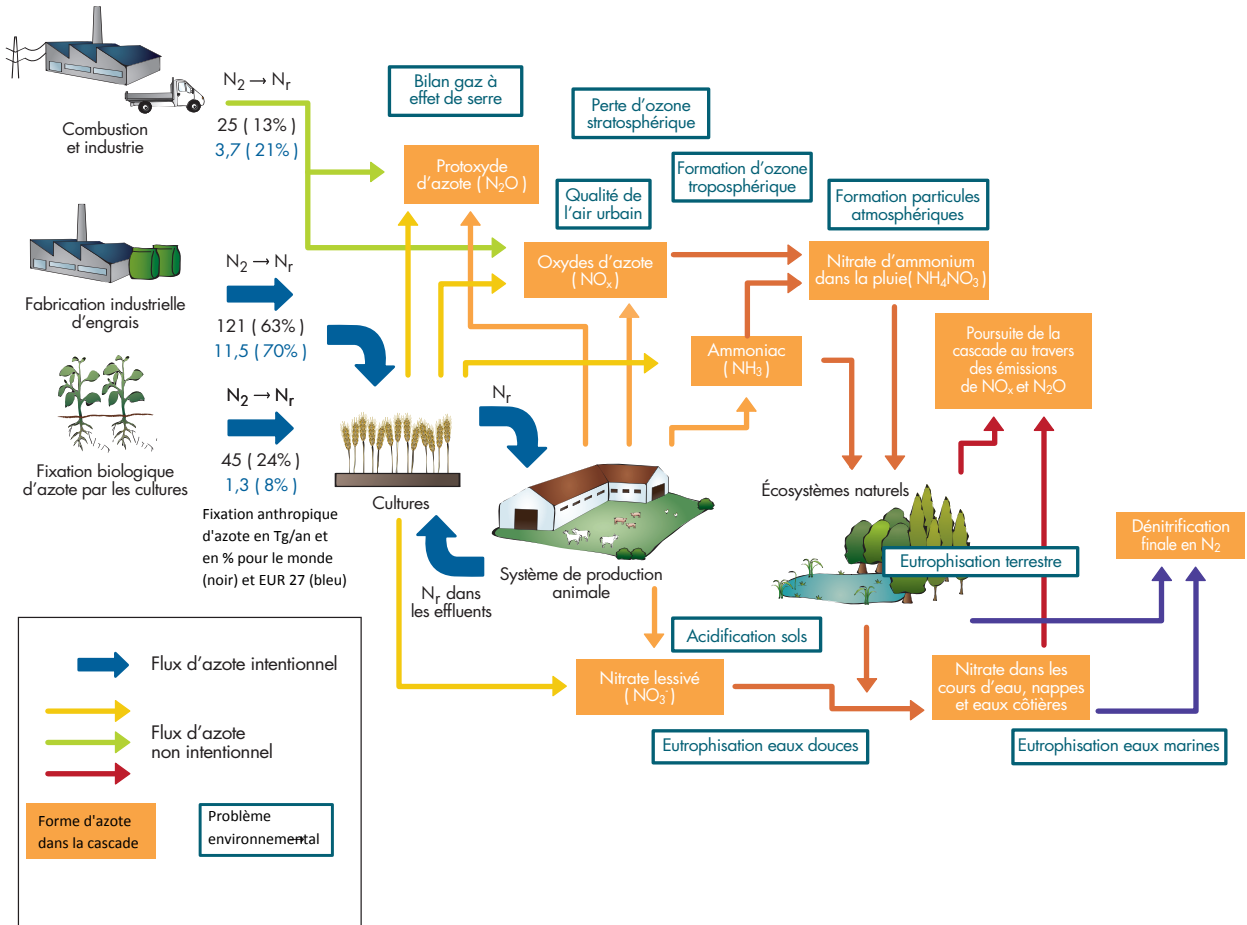 N₂ → Nᵣ
25 ( 13% )
3,7 ( 21% )
Combustion
et industrie
Bilan gaz à
effet de serre
Perte d'ozone
stratosphérique
Protoxyde
d'azote ( N₂O )
Formation d'ozone
troposphérique
Qualité de
l'air urbain
Formation particules
atmosphériques
Oxydes d'azote
( NOₓ )
Nitrate d'ammonium
dans la pluie( NH₄NO₃ )
N₂ → Nᵣ
Fabrication industrielle
d'engrais
121 ( 63% )
11,5 ( 70% )
Ammoniac
( NH₃ )
Poursuite de la
cascade au travers
des émissions
de NOₓ et N₂O
N₂ → Nᵣ
45 ( 24% )
1,3 ( 8% )
Fixation biologique
d'azote par les cultures
Nᵣ
Cultures
Fixation anthropique
d'azote en Tg/an et
en % pour le monde
(noir) et EUR 27 (bleu)
Nᵣ dans
les effluents
Système de production
animale
Écosystèmes naturels
Eutrophisation terrestre
Dénitrification
finale en N₂
Acidification sols
Nitrate lessivé
( NO₃⁻ )
Nitrate dans les
cours d'eau, nappes
et eaux côtières
Eutrophisation eaux douces
Eutrophisation eaux marines
Flux d'azote intentionnel
Flux d'azote
non intentionnel
Forme d'azote
dans la cascade
Problème
environnemental